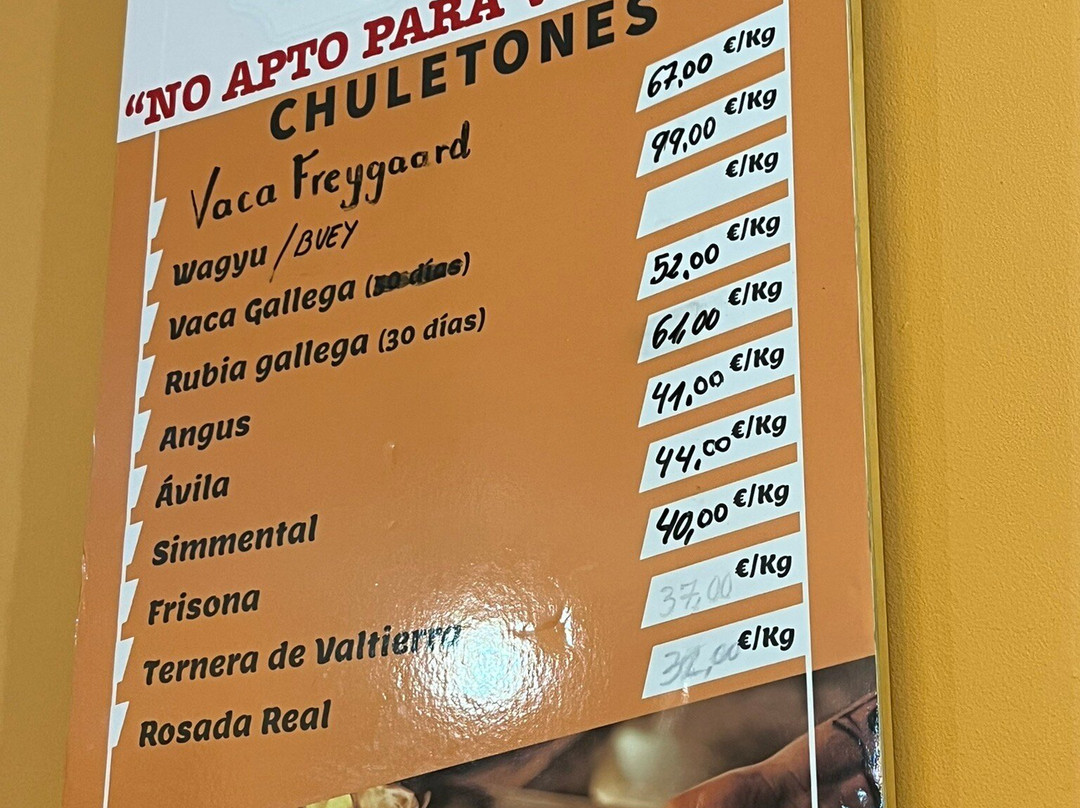 “NO APTO PARA
CHULETONES
Vaca Freygaard 67,00 €/Kg
Wagyu /BUEY 99,00 €/Kg
Vaca Gallega €/Kg
Rubia gallega (30 días) 52,00 €/Kg
Angus 61,00 €/Kg
Ávila 41,00 €/Kg
Simmental 44,00 €/Kg
Frisona 40,00 €/Kg
Ternera de Valtierra 37,00 €/Kg
Rosada Real €/Kg